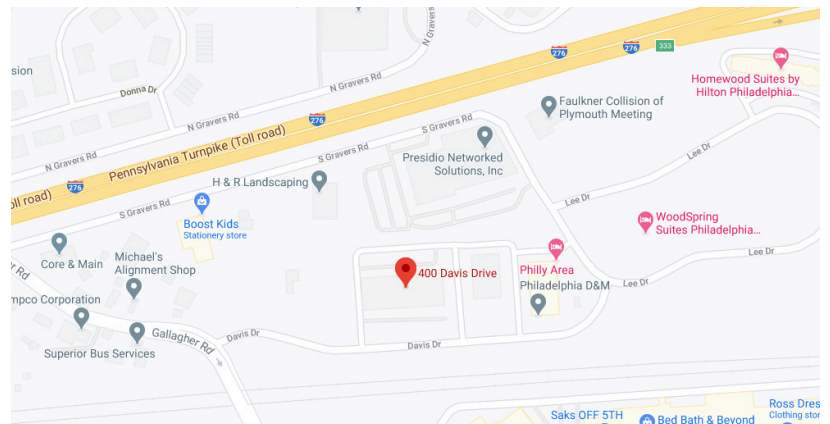 N Gravers Rd
276
276
333
Homewood Suites by
Hilton Philadelphia...
sion
Donna Dr
N Gravers Rd
Faulkner Collision of
Plymouth Meeting
276
S Gravers Rd
Pennsylvania Turnpike (Toll road)
Presidio Networked
Solutions, Inc
N Gravers Rd
S Gravers Rd
Lee Dr
276
oll road)
H & R Landscaping
Lee Dr
S Gravers Rd
Boost Kids
Stationery store
WoodSpring
Suites Philadelphia...
Core & Main
Michael's
Alignment Shop
Philly Area
Lee Dr
400 Davis Drive
er Rd
Philadelphia D&M
Lee Dr
mpco Corporation
Gallagher Rd
Davis Dr
Superior Bus Services
Davis Dr
Saks OFF 5TH
Bed Bath & Beyond
Ross Dres
Clothing stor